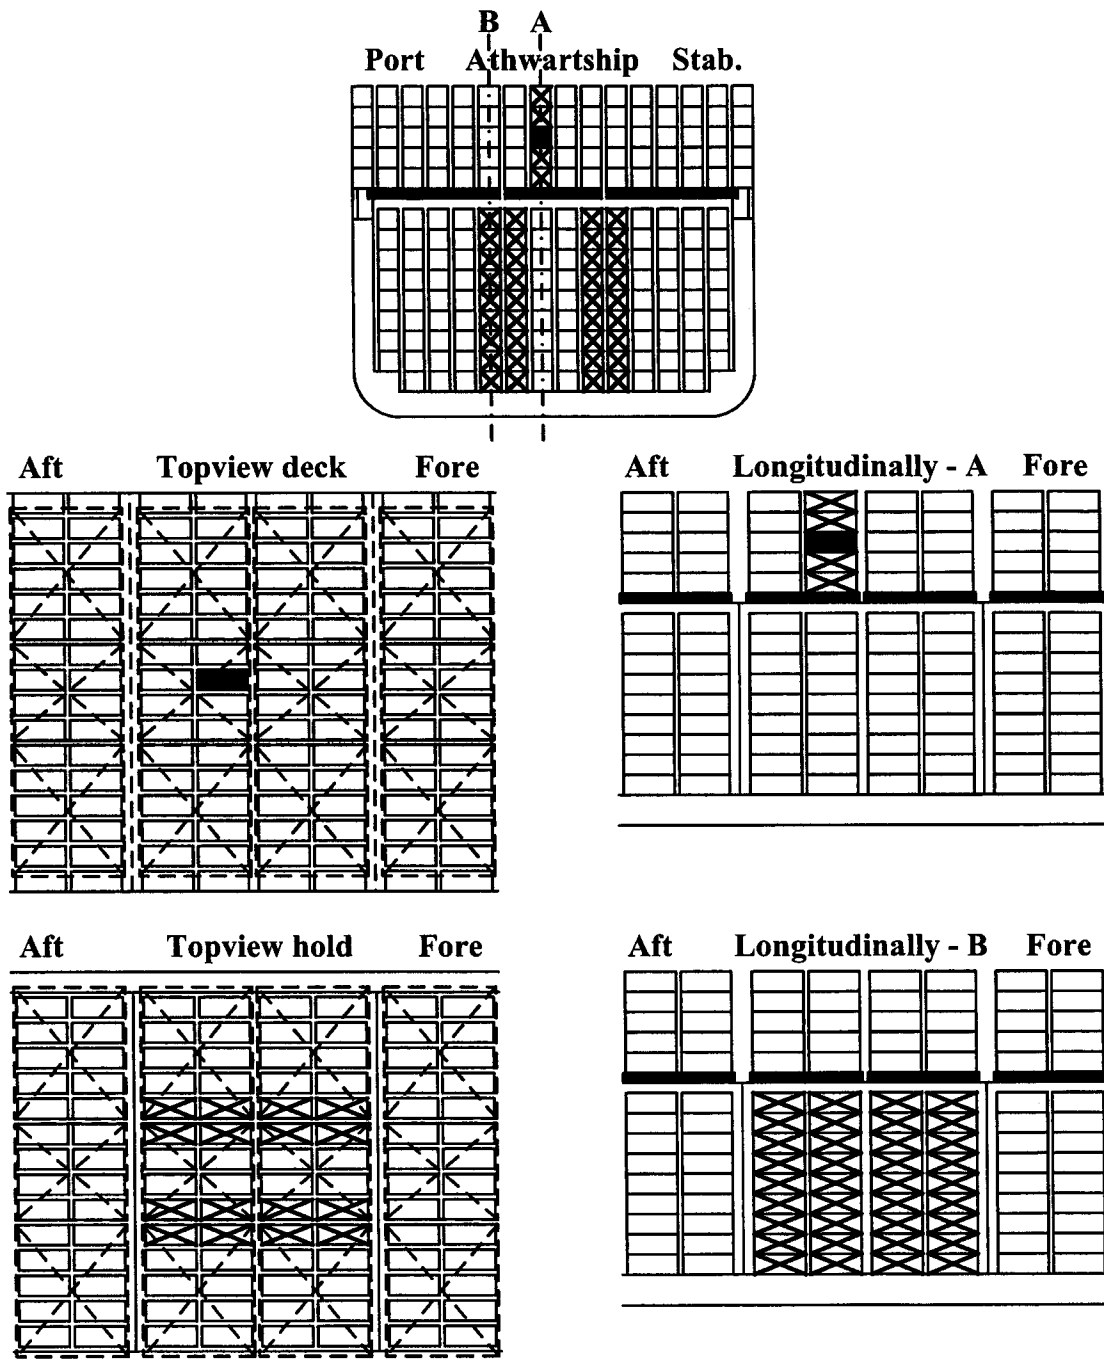 B A
Port Athwartship Stab.
Aft Topview deck Fore
Aft Longitudinally - A Fore
Aft Topview hold Fore
Aft Longitudinally - B Fore